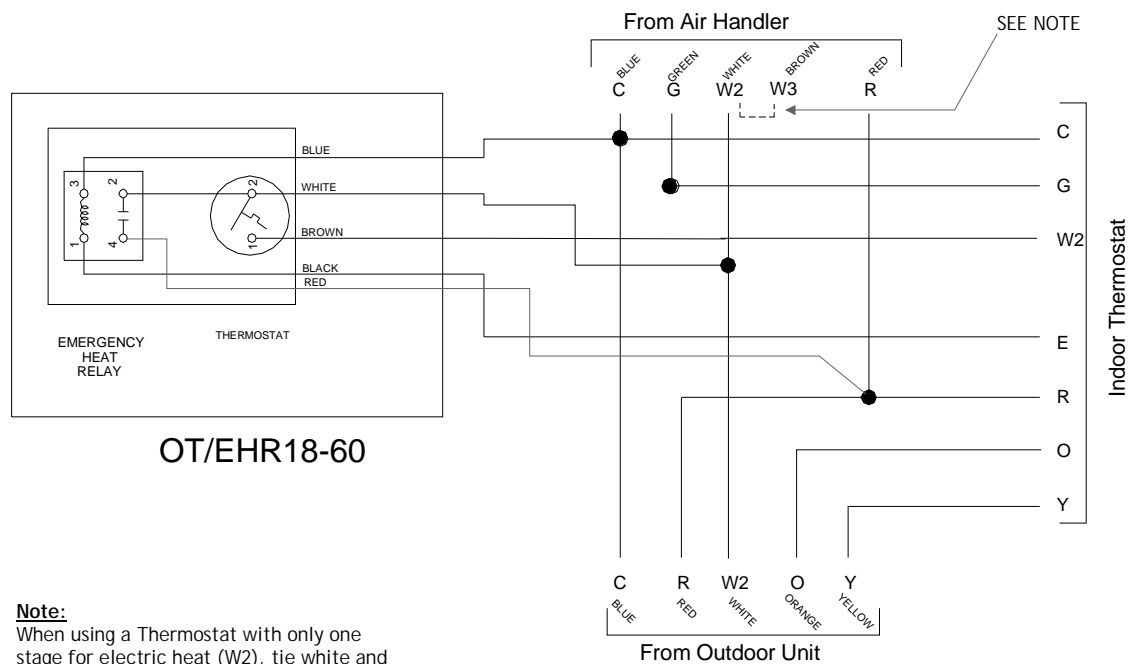 From Air Handler
SEE NOTE
BLUE GREEN WHITE BROWN RED
C G W2 W3 R
BLUE
WHITE
BROWN
BLACK
RED
3 2
1 4
2
1
EMERGENCY
HEAT
RELAY
THERMOSTAT
OT/EHR18-60
C
G
W2
E
R
O
Y
Indoor Thermostat
C R W2 O Y
BLUE RED WHITE ORANGE YELLOW
From Outdoor Unit
Note:
When using a Thermostat with only one
stage for electric heat (W2), tie white and